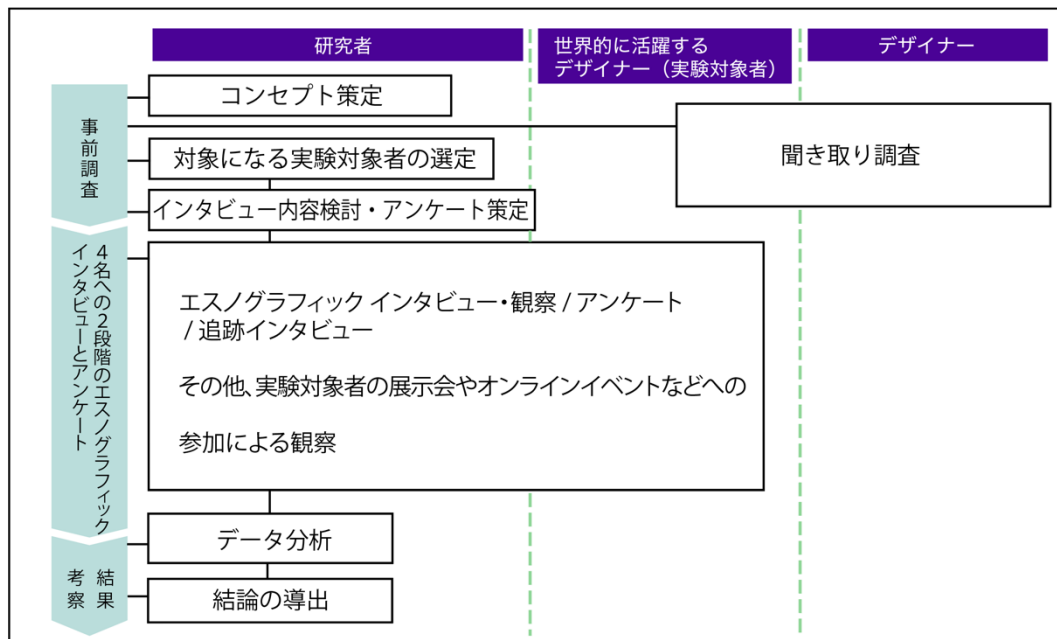 研究者
世界的に活躍する
デザイナー（実験対象者）
デザイナー
事前調査
コンセプト策定
聞き取り調査
対象になる実験対象者の選定
インタビュー内容検討・アンケート策定
4名への2段階のエスノグラフィック
インタビューとアンケート
エスノグラフィック インタビュー・観察 / アンケート
/ 追跡インタビュー
その他、実験対象者の展示会やオンラインイベントなどへの
参加による観察
結果
考察
データ分析
結論の導出